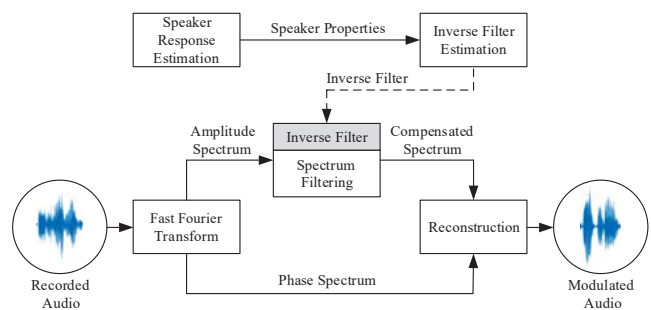 Speaker
Response
Estimation
Speaker Properties
Inverse Filter
Estimation
Inverse Filter
Amplitude
Spectrum
Inverse Filter
Spectrum
Filtering
Compensated
Spectrum
Fast Fourier
Transform
Reconstruction
Phase Spectrum
Recorded
Audio
Modulated
Audio